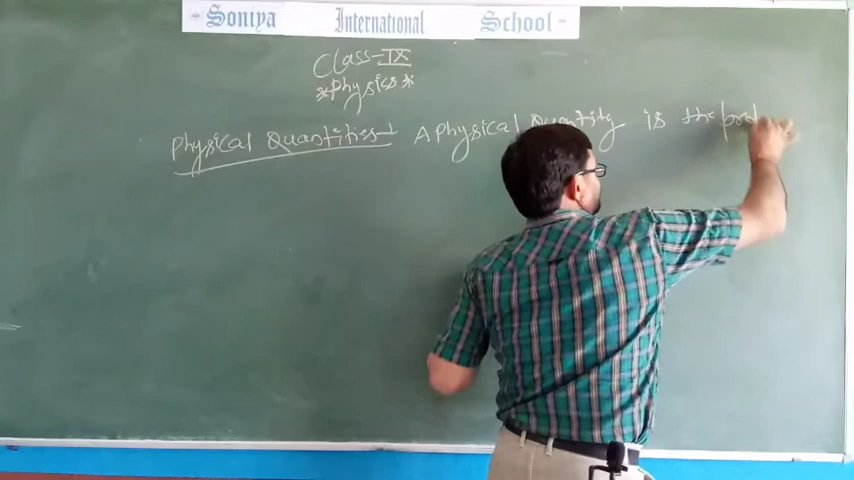 Soniya International School
Class-IX
*Physics*
Physical Quantities- A Physical Quantity is the